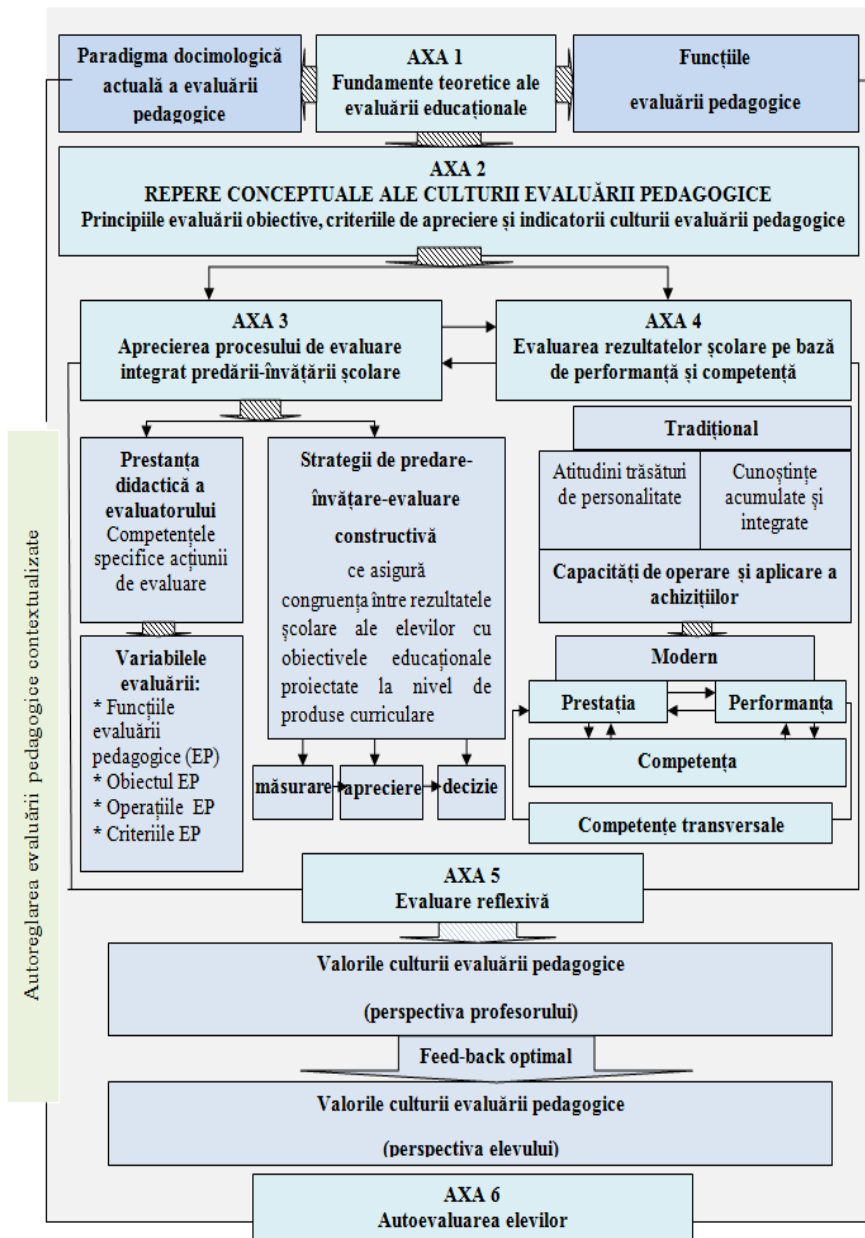 Paradigma docimologică
actuală a evaluării
pedagogice
AXA 1
Fundamente teoretice ale
evaluării educaționale
Funcțiile
evaluării pedagogice
AXA 2
REPERE CONCEPTUALE ALE CULTURII EVALUĂRII PEDAGOGICE
Principiile evaluării obiective, criteriile de apreciere și indicatorii culturii evaluării pedagogice
AXA 3
Aprecierea procesului de evaluare
integrat predării-învățării școlare
AXA 4
Evaluarea rezultatelor școlare pe bază
de performanță și competență
Prestanța
didactică a
evaluatorului
Competențele
specifice acțiunii
de evaluare
Variabilele
evaluării:
* Funcțiile
evaluării
pedagogice (EP)
* Obiectul EP
* Operațiile EP
* Criteriile EP
Strategii de predare-
învățare-evaluare
constructivă
ce asigură
congruența între rezultatele
școlare ale elevilor cu
obiectivele educaționale
proiectate la nivel de
produse curriculare
măsurare
apreciere
decizie
Tradițional
Atitudini trăsături
de personalitate
Cunoștințe
acumulate și
integrate
Capacități de operare și aplicare a
achizițiilor
Modern
Prestația
Performanța
Competența
Competențe transversale
AXA 5
Evaluare reflexivă
Valorile culturii evaluării pedagogice
(perspectiva profesorului)
Feed-back optimal
Valorile culturii evaluării pedagogice
(perspectiva elevului)
AXA 6
Autoevaluarea elevilor
Autoreglarea evaluării pedagogice contextualizate